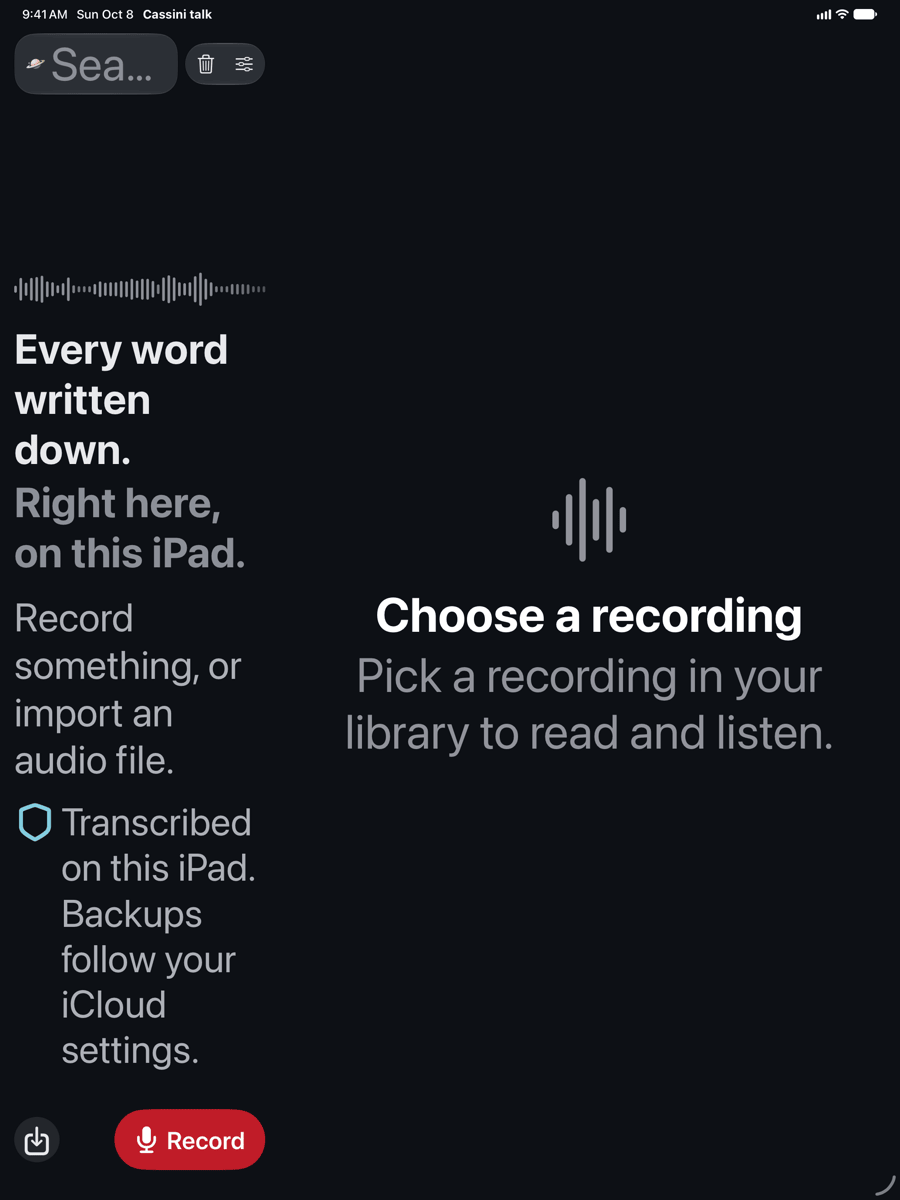 9:41 AM Sun Oct 8 Cassini talk
Sea...
Every word
written
down.
Right here,
on this iPad.
Record
something, or
import an
audio file.
Transcribed
on this iPad.
Backups
follow your
iCloud
settings.
Record
Choose a recording
Pick a recording in your
library to read and listen.